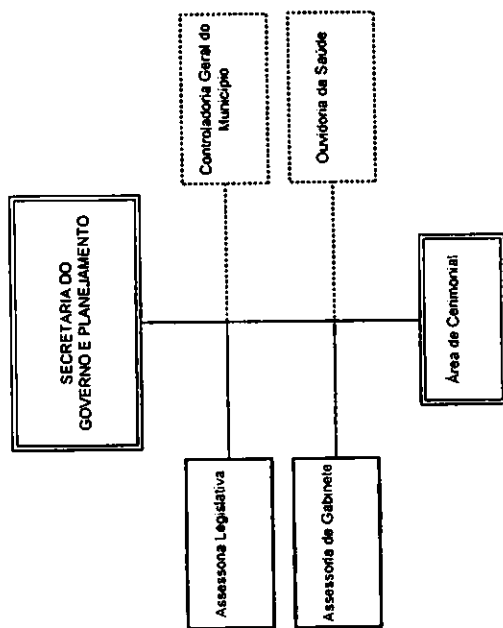 SECRETARIA DO
GOVERNO E PLANEJAMENTO
Controladoria Geral do
Município
Ouvidoria da Saúde
Assessoria Legislativa
Assessoria de Gabinete
Área de Cerimonial